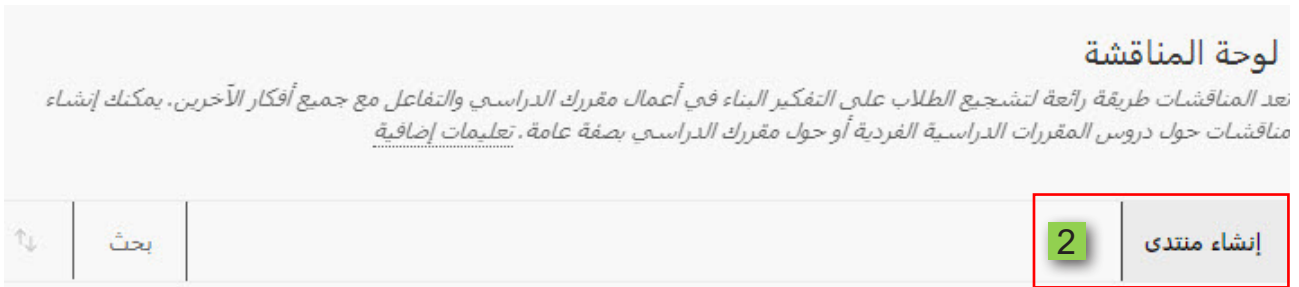 لوحة المناقشة
تعد المناقشات طريقة رائعة لتشجيع الطلاب على التفكير البناء في أعمال مقررك الدراسي والتفاعل مع جميع أفكار الآخرين. يمكنك إنشاء
مناقشات حول دروس المقررات الدراسية الفردية أو حول مقررك الدراسي بصفة عامة. تعليمات إضافية
إنشاء منتدى 2 بحث